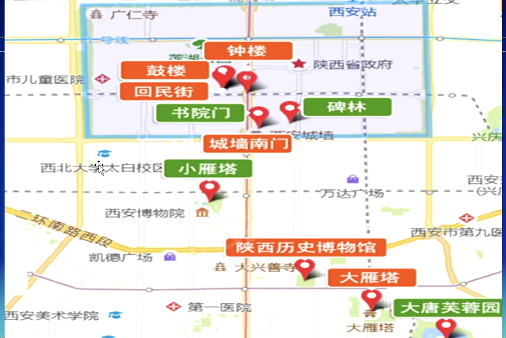 广仁寺
西安站
1号线
钟楼
莲湖
陕西省政府
鼓楼
市儿童医院
回民街
书院门
碑林
西安城墙
城墙南门
兴庆
西北大学太白校区
小雁塔
万达广场
西安
(兴庆
西安博物院
二环南路西段
西安市第九医
陕西历史博物馆
凯德广场
大兴善寺
大雁塔
第一医院
大唐芙蓉园
西安美术学院
大雁塔